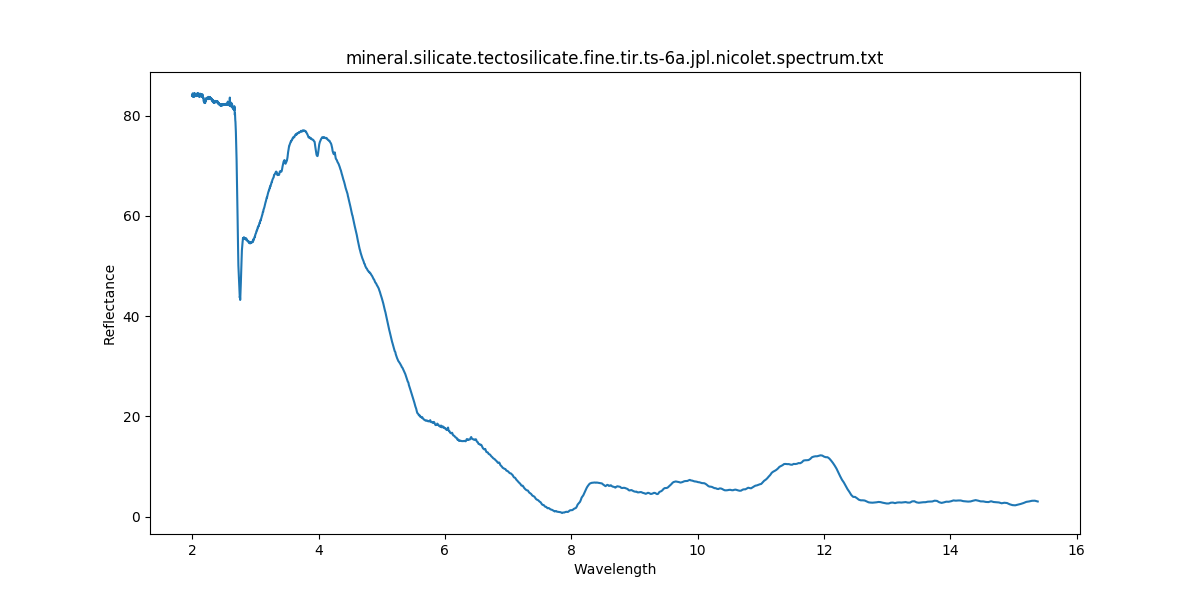 mineral.silicate.tectosilicate.fine.tir.ts-6a.jpl.nicolet.spectrum.txt
80
60
40
20
0
Reflectance
2 4 6 8 10 12 14 16
Wavelength